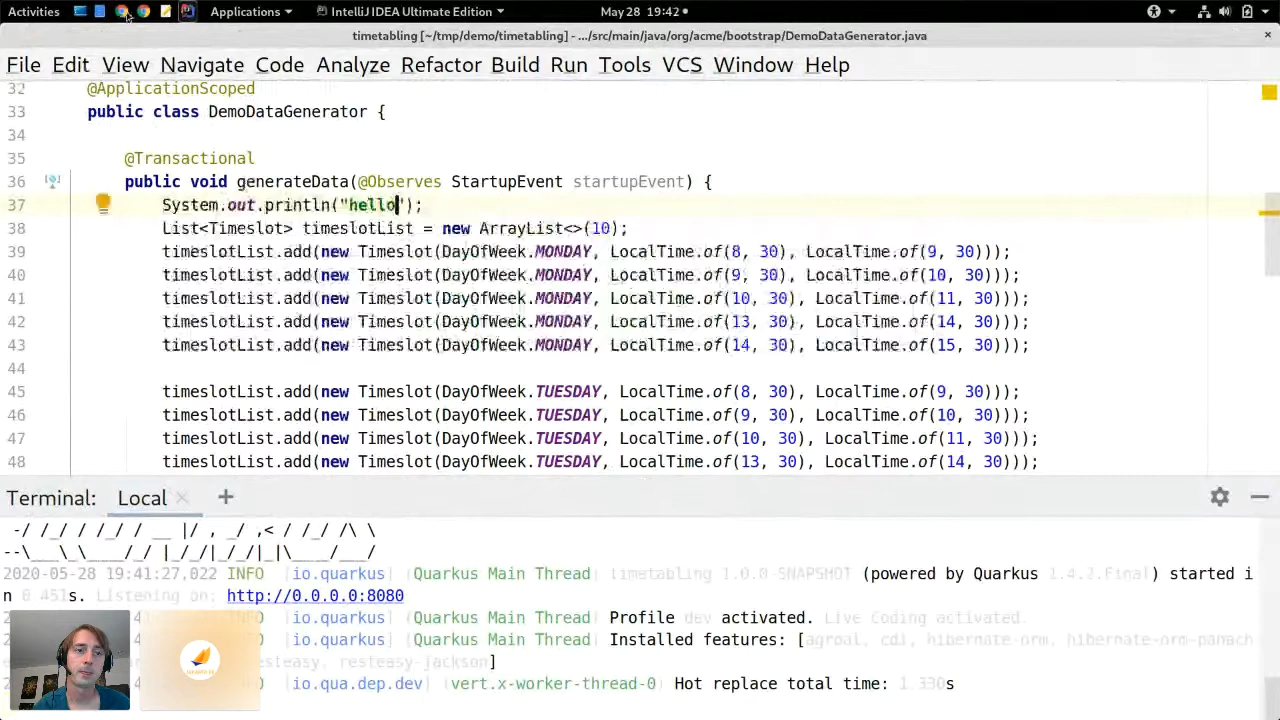 Activities Applications IntelliJ IDEA Ultimate Edition May 28 19:42
timetabling [~/tmp/demo/timetabling] - .../src/main/java/org/acme/bootstrap/DemoDataGenerator.java ×
File Edit View Navigate Code Analyze Refactor Build Run Tools VCS Window Help
32 @ApplicationScoped
33 public class DemoDataGenerator {
34
35 @Transactional
36 public void generateData(@Observes StartupEvent startupEvent) {
37 System.out.println("hello");
38 List<Timeslot> timeslotList = new ArrayList<>(10);
39 timeslotList.add(new Timeslot(DayOfWeek.MONDAY, LocalTime.of(8, 30), LocalTime.of(9, 30)));
40 timeslotList.add(new Timeslot(DayOfWeek.MONDAY, LocalTime.of(9, 30), LocalTime.of(10, 30)));
41 timeslotList.add(new Timeslot(DayOfWeek.MONDAY, LocalTime.of(10, 30), LocalTime.of(11, 30)));
42 timeslotList.add(new Timeslot(DayOfWeek.MONDAY, LocalTime.of(13, 30), LocalTime.of(14, 30)));
43 timeslotList.add(new Timeslot(DayOfWeek.MONDAY, LocalTime.of(14, 30), LocalTime.of(15, 30)));
44
45 timeslotList.add(new Timeslot(DayOfWeek.TUESDAY, LocalTime.of(8, 30), LocalTime.of(9, 30)));
46 timeslotList.add(new Timeslot(DayOfWeek.TUESDAY, LocalTime.of(9, 30), LocalTime.of(10, 30)));
47 timeslotList.add(new Timeslot(DayOfWeek.TUESDAY, LocalTime.of(10, 30), LocalTime.of(11, 30)));
48 timeslotList.add(new Timeslot(DayOfWeek.TUESDAY, LocalTime.of(13, 30), LocalTime.of(14, 30)));
Terminal: Local × +
-/ /_/ / /_/ / __ |/ , _/ ,< / /_/ /\ \
--\___\_\____/_/ |_/_/|_/_/|_|\____/___/
2020-05-28 19:41:27,022 INFO [io.quarkus] (Quarkus Main Thread) timetabling 1.0.0-SNAPSHOT (powered by Quarkus 1.4.2.Final) started i
n 0.451s. Listening on: http://0.0.0.0:8080
INFO [io.quarkus] (Quarkus Main Thread) Profile dev activated. Live Coding activated.
INFO [io.quarkus] (Quarkus Main Thread) Installed features: [agroal, cdi, hibernate-orm, hibernate-orm-panach
resteasy, resteasy-jackson]
INFO [io.qua.dep.dev] (vert.x-worker-thread-0) Hot replace total time: 1.330s